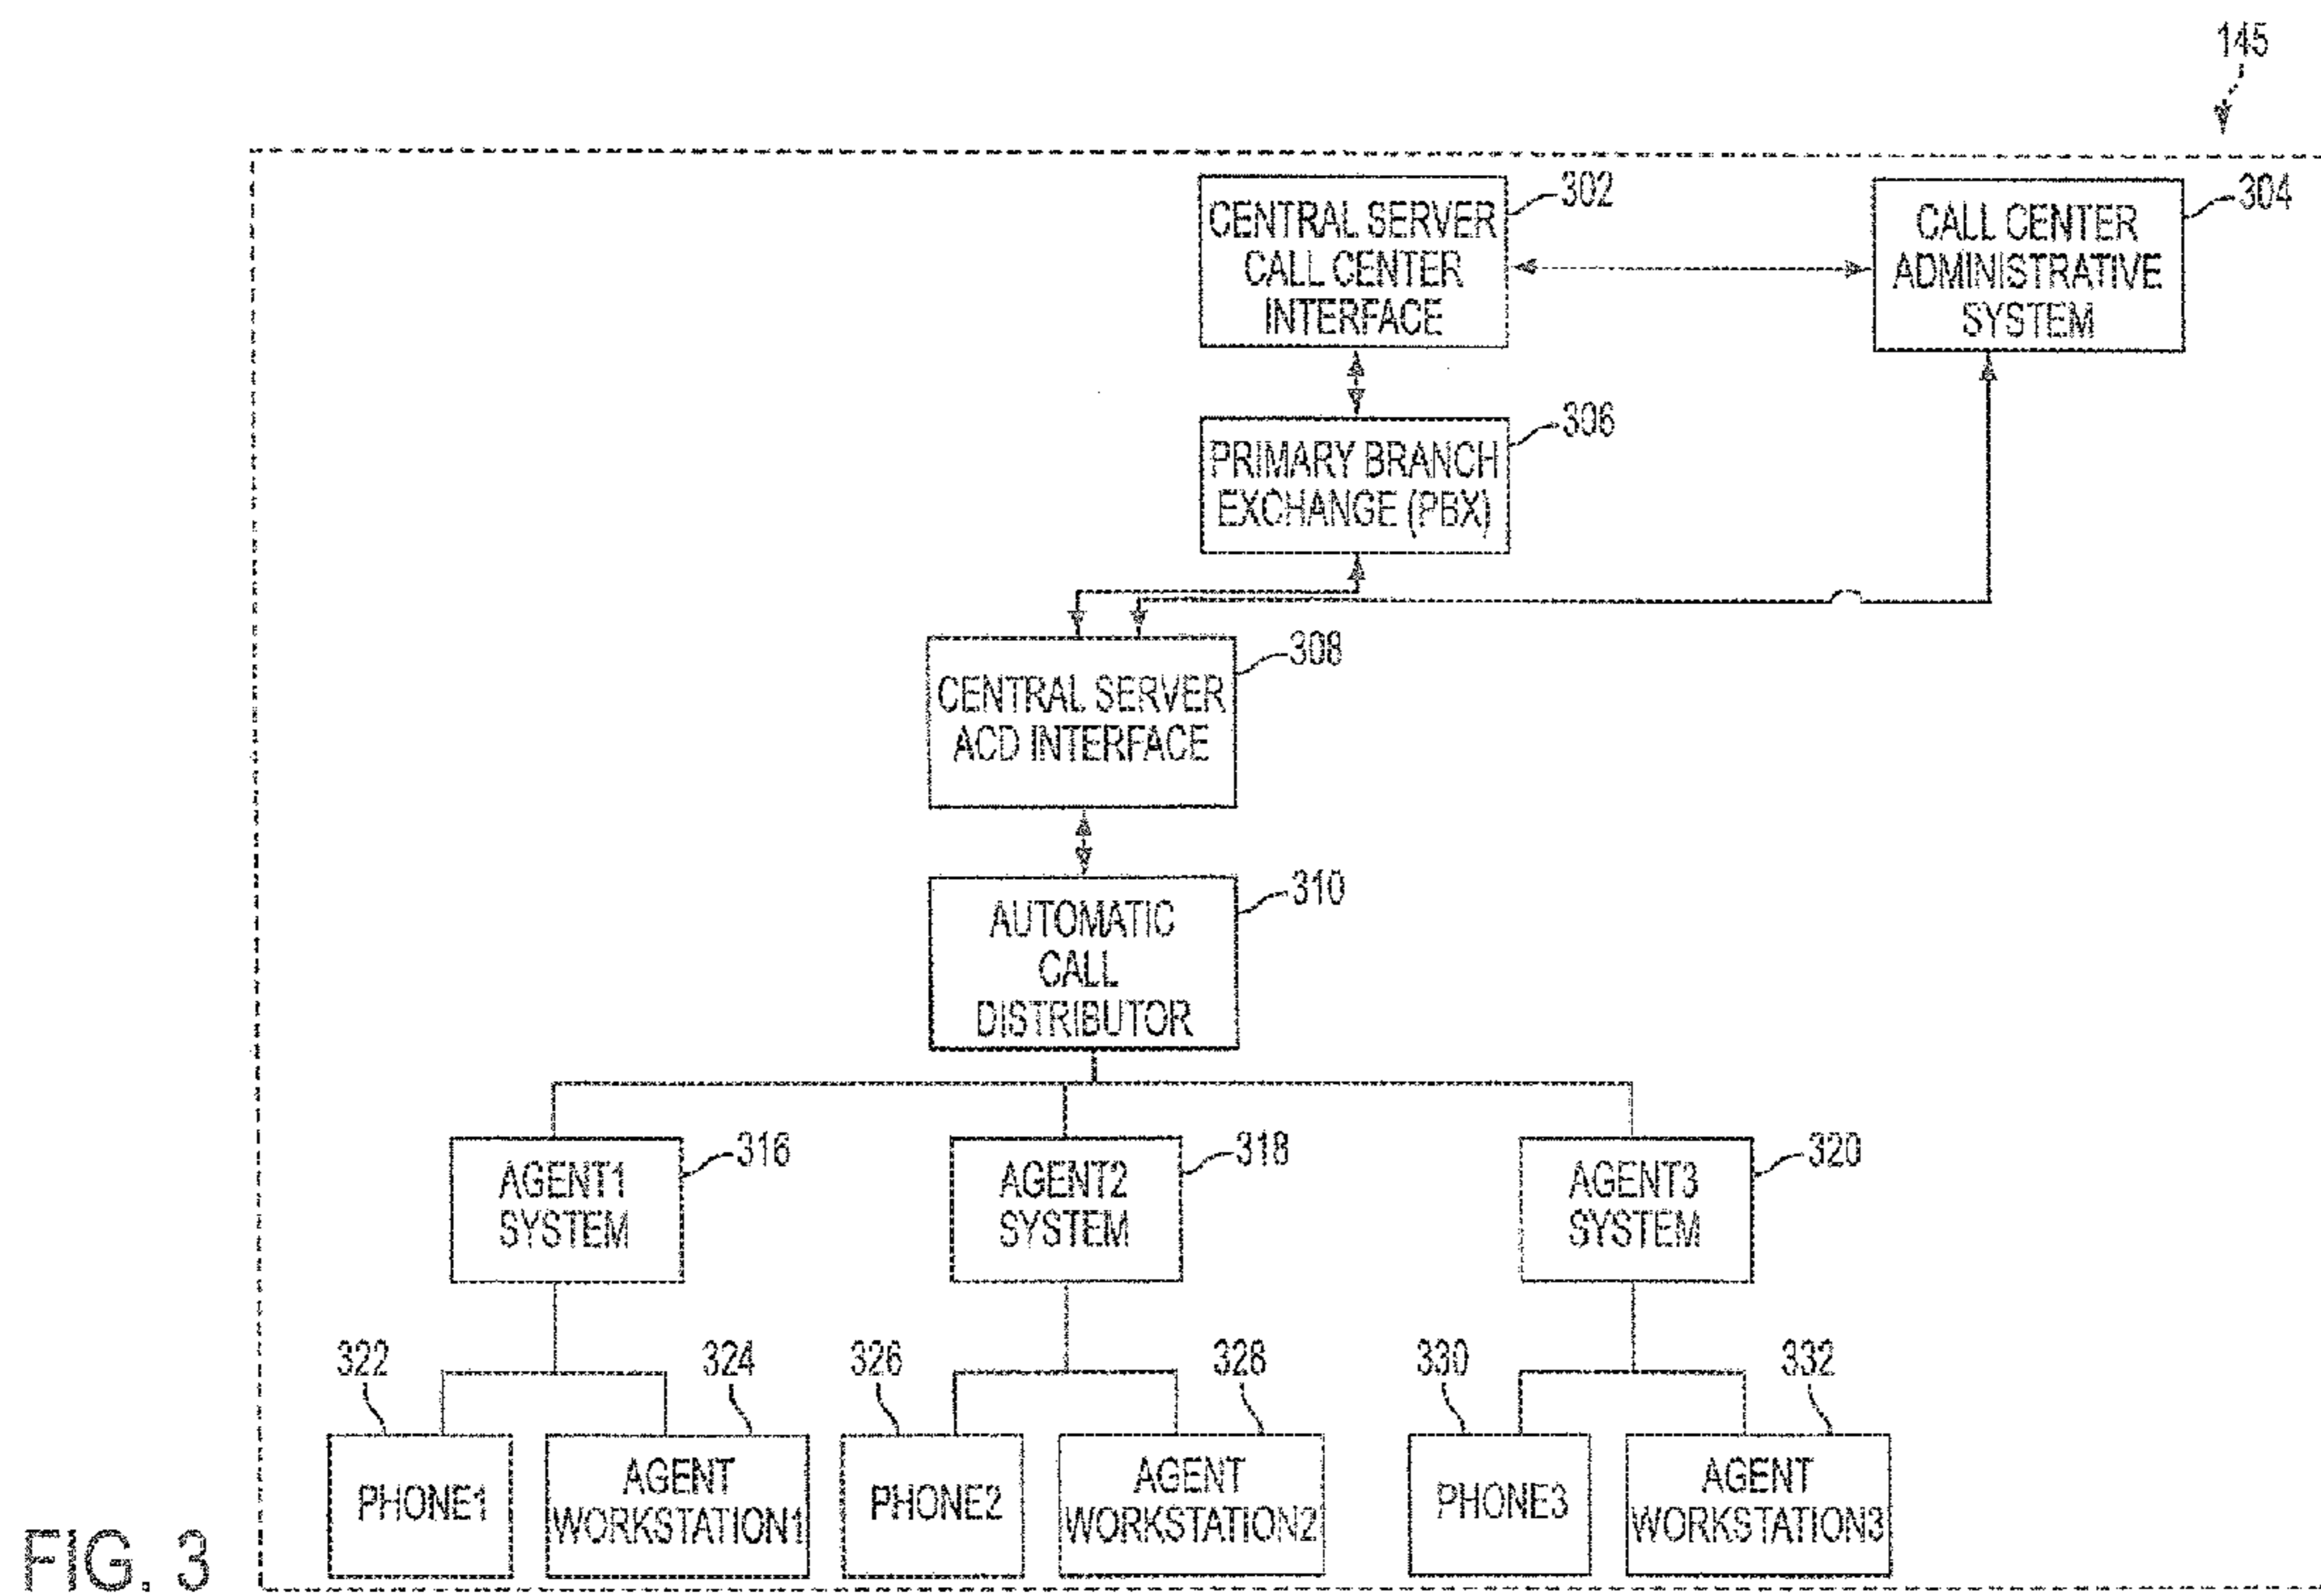 145
302
CENTRAL SERVER
CALL CENTER
INTERFACE
304
CALL CENTER
ADMINISTRATIVE
SYSTEM
306
PRIMARY BRANCH
EXCHANGE (PBX)
308
CENTRAL SERVER
ACD INTERFACE
310
AUTOMATIC
CALL
DISTRIBUTOR
316
AGENT1
SYSTEM
318
AGENT2
SYSTEM
320
AGENT3
SYSTEM
322
PHONE1
324
AGENT
WORKSTATION1
326
PHONE2
328
AGENT
WORKSTATION2
330
PHONE3
332
AGENT
WORKSTATION3
FIG. 3